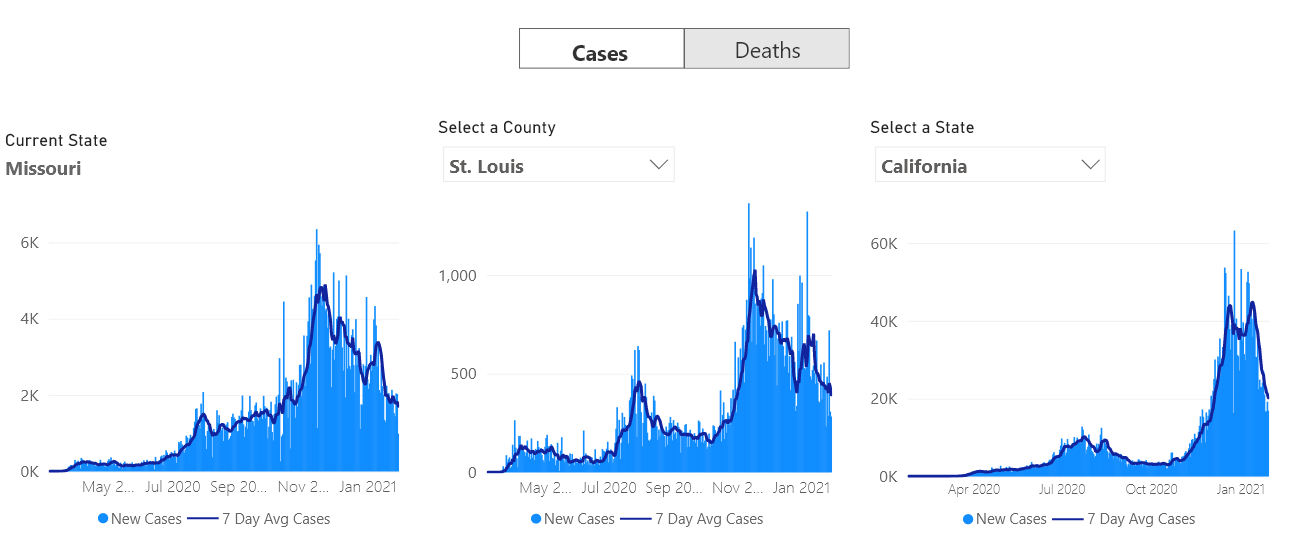 Cases
Deaths
Current State
Missouri
6K
4K
2K
0K
May 2...
Jul 2020
Sep 20...
Nov 2...
Jan 2021
New Cases
7 Day Avg Cases
Select a County
St. Louis
1,000
500
0
May 2...
Jul 2020
Sep 20...
Nov 2...
Jan 2021
New Cases
7 Day Avg Cases
Select a State
California
60K
40K
20K
0K
Apr 2020
Jul 2020
Oct 2020
Jan 2021
New Cases
7 Day Avg Cases